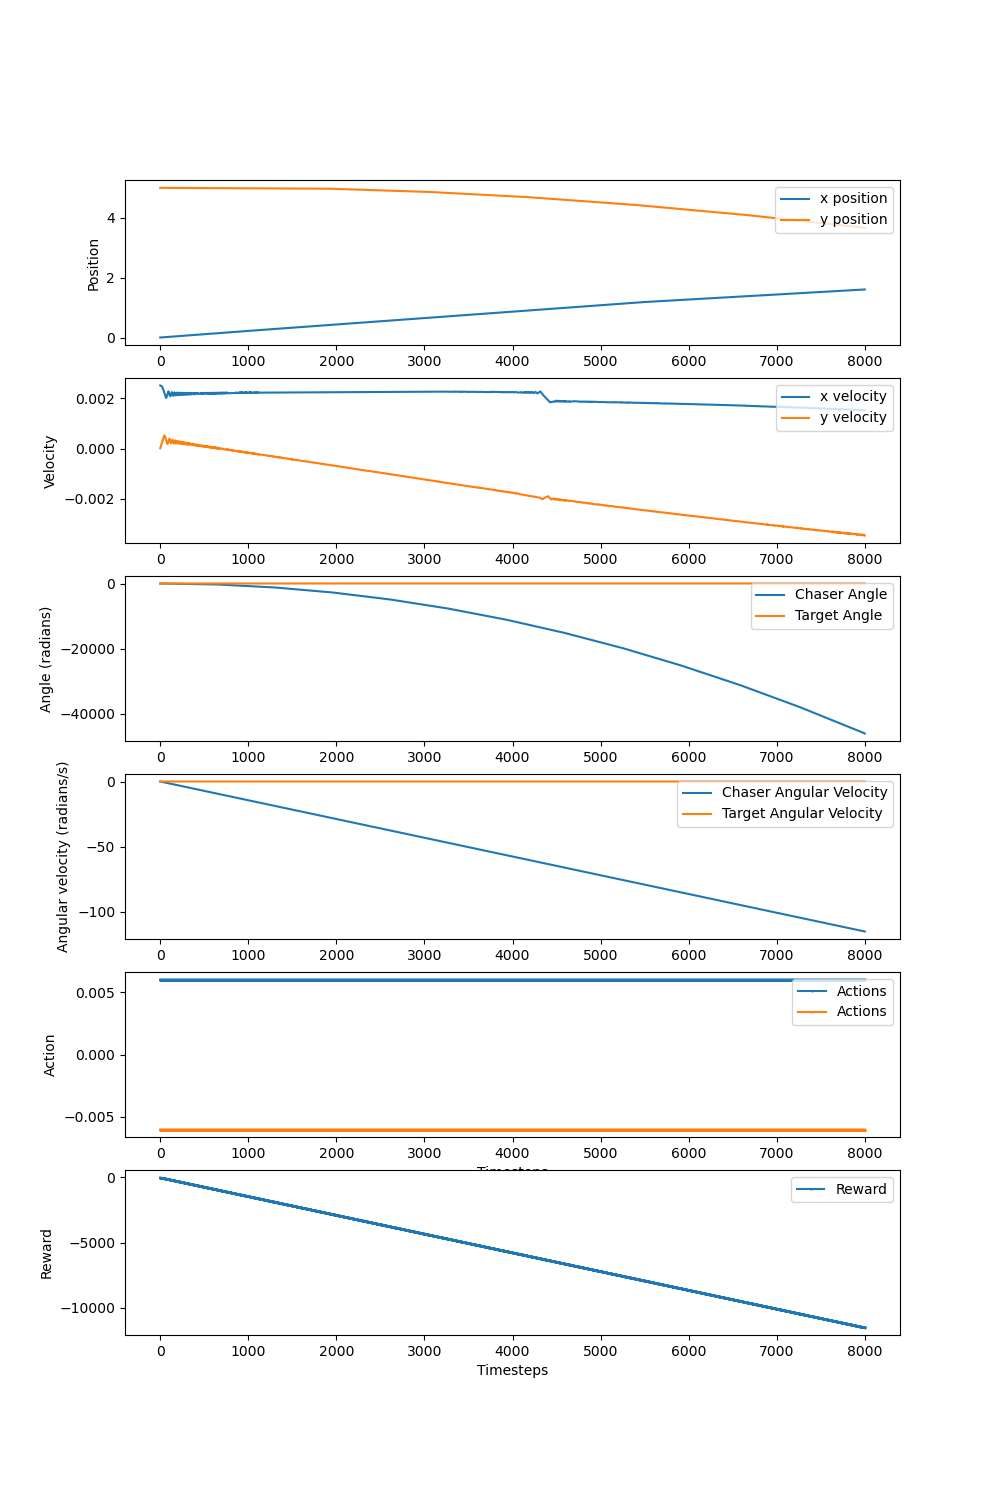 Position
4
2
0
x position
y position
0 1000 2000 3000 4000 5000 6000 7000 8000
Velocity
0.002
0.000
−0.002
x velocity
y velocity
0 1000 2000 3000 4000 5000 6000 7000 8000
Angle (radians)
0
−20000
−40000
Chaser Angle
Target Angle
0 1000 2000 3000 4000 5000 6000 7000 8000
Angular velocity (radians/s)
0
−50
−100
Chaser Angular Velocity
Target Angular Velocity
0 1000 2000 3000 4000 5000 6000 7000 8000
Action
0.005
0.000
−0.005
Actions
Actions
0 1000 2000 3000 4000 5000 6000 7000 8000
Timesteps
Reward
0
−5000
−10000
Reward
0 1000 2000 3000 4000 5000 6000 7000 8000
Timesteps